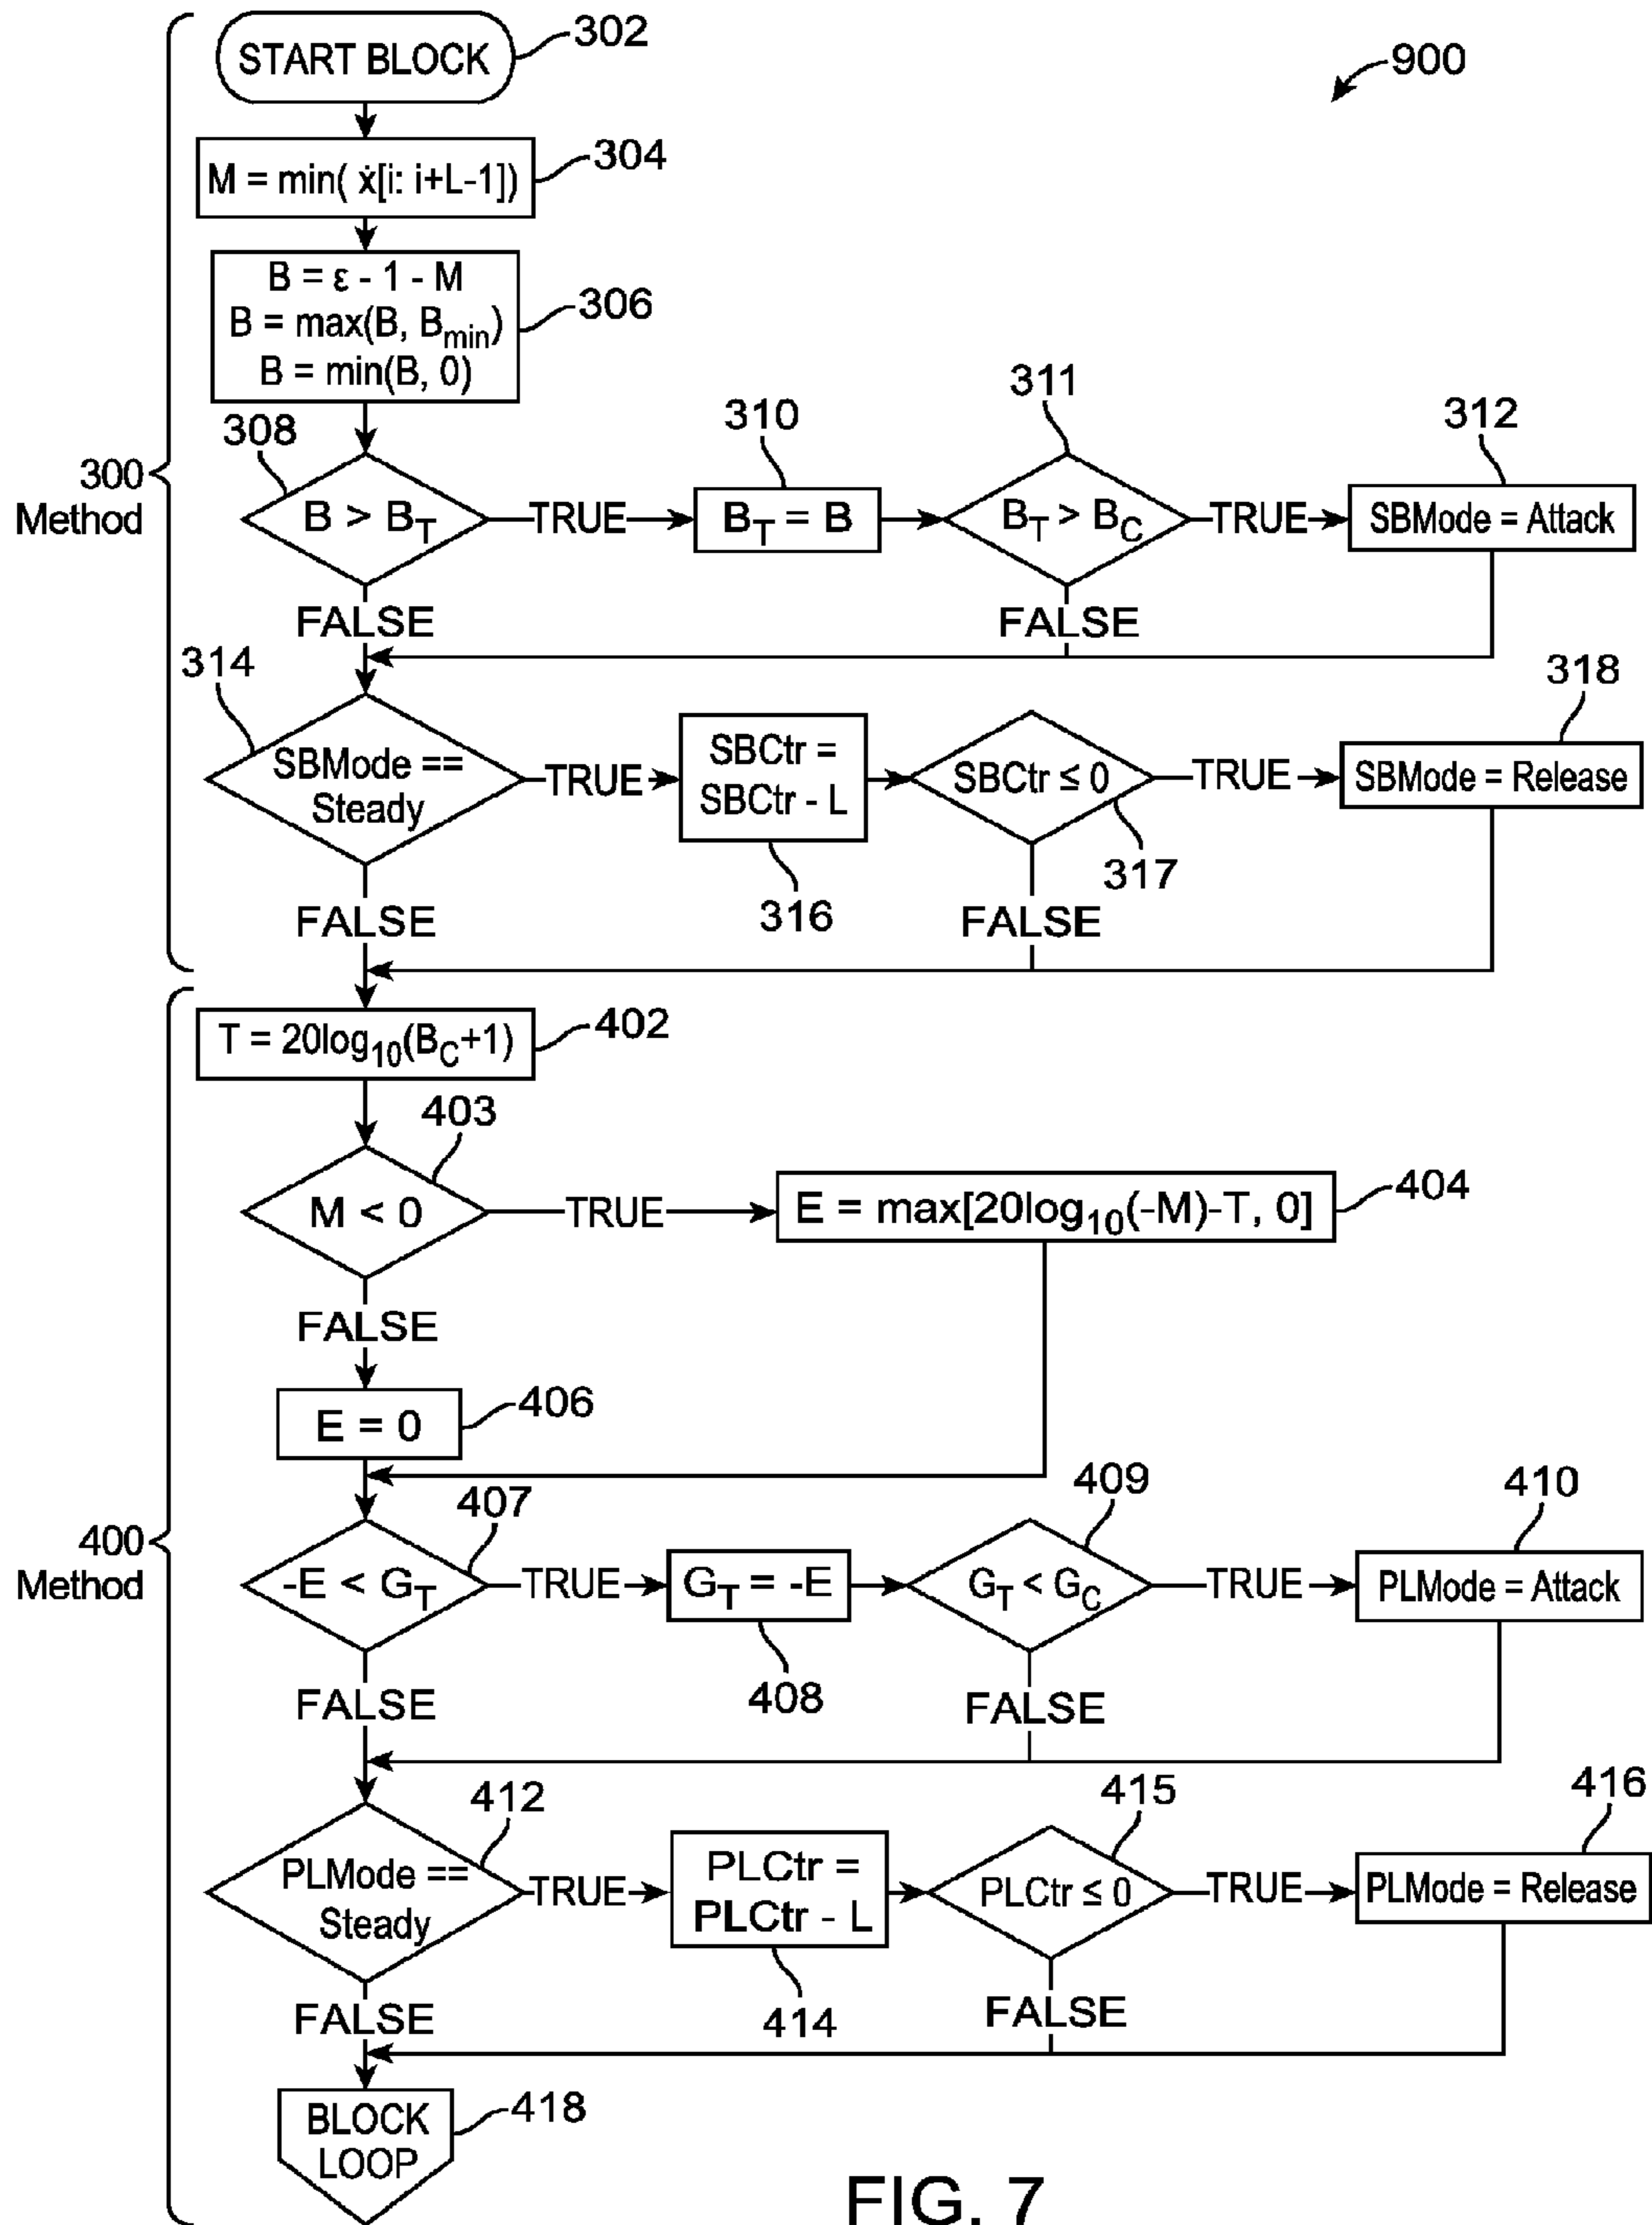 START BLOCK
302
900
M = min( ẋ[i: i+L-1])
304
B = ε - 1 - M
B = max(B, Bmin)
B = min(B, 0)
306
308
310
311
312
300
Method
B > BT
TRUE
BT = B
BT > BC
TRUE
SBMode = Attack
FALSE
FALSE
314
318
SBMode ==
Steady
TRUE
SBCtr =
SBCtr - L
SBCtr ≤ 0
TRUE
SBMode = Release
317
316
FALSE
FALSE
T = 20log10(BC+1)
402
403
M < 0
TRUE
E = max[20log10(-M)-T, 0]
404
FALSE
E = 0
406
407
409
410
400
Method
-E < GT
TRUE
GT = -E
GT < GC
TRUE
PLMode = Attack
408
FALSE
FALSE
412
415
416
PLMode ==
Steady
TRUE
PLCtr =
PLCtr - L
PLCtr ≤ 0
TRUE
PLMode = Release
414
FALSE
FALSE
BLOCK
LOOP
418
FIG. 7